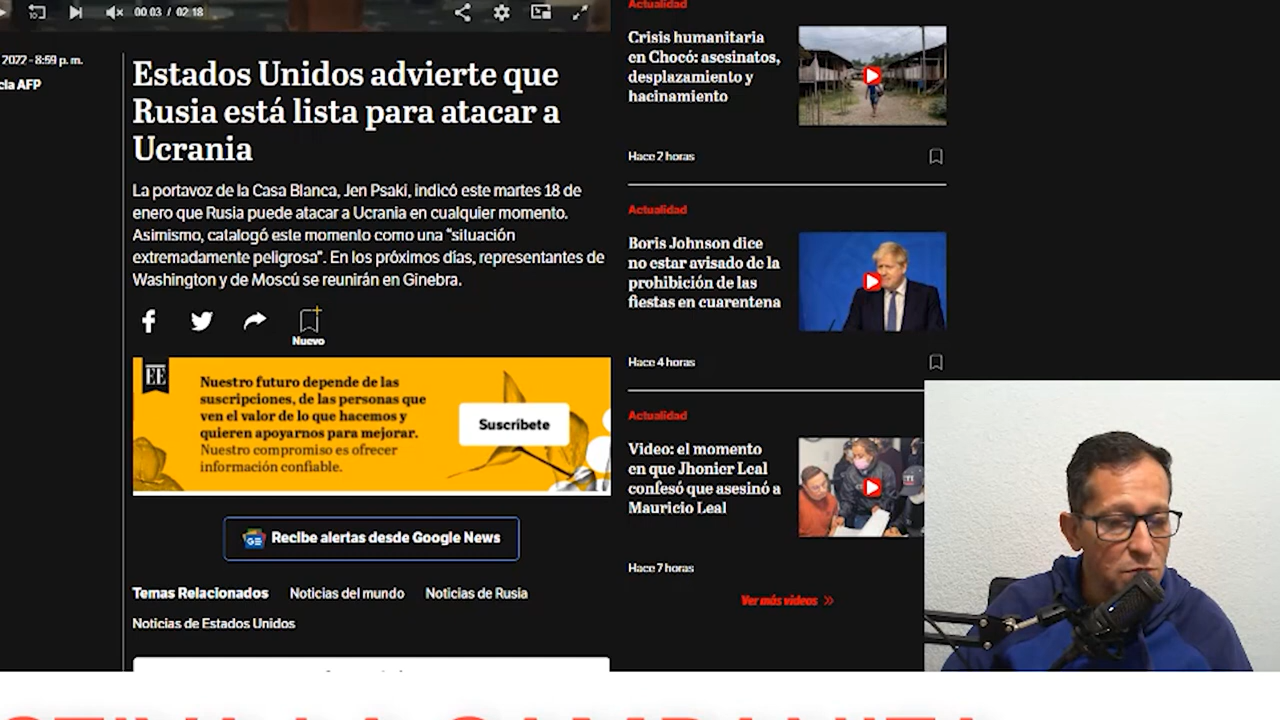 00:03 / 02:18
2022 - 8:59 p. m.
cia AFP
Estados Unidos advierte que
Rusia está lista para atacar a
Ucrania
La portavoz de la Casa Blanca, Jen Psaki, indicó este martes 18 de
enero que Rusia puede atacar a Ucrania en cualquier momento.
Asimismo, catalogó este momento como una “situación
extremadamente peligrosa”. En los próximos días, representantes de
Washington y de Moscú se reunirán en Ginebra.
Nuevo
EE
Nuestro futuro depende de las
suscripciones, de las personas que
ven el valor de lo que hacemos y
quieren apoyarnos para mejorar.
Nuestro compromiso es ofrecer
información confiable.
Suscríbete
Recibe alertas desde Google News
Temas Relacionados
Noticias del mundo
Noticias de Rusia
Noticias de Estados Unidos
Actualidad
Crisis humanitaria
en Chocó: asesinatos,
desplazamiento y
hacinamiento
Hace 2 horas
Actualidad
Boris Johnson dice
no estar avisado de la
prohibición de las
fiestas en cuarentena
Hace 4 horas
Actualidad
Video: el momento
en que Jhonier Leal
confesó que asesinó a
Mauricio Leal
Hace 7 horas
Ver más videos